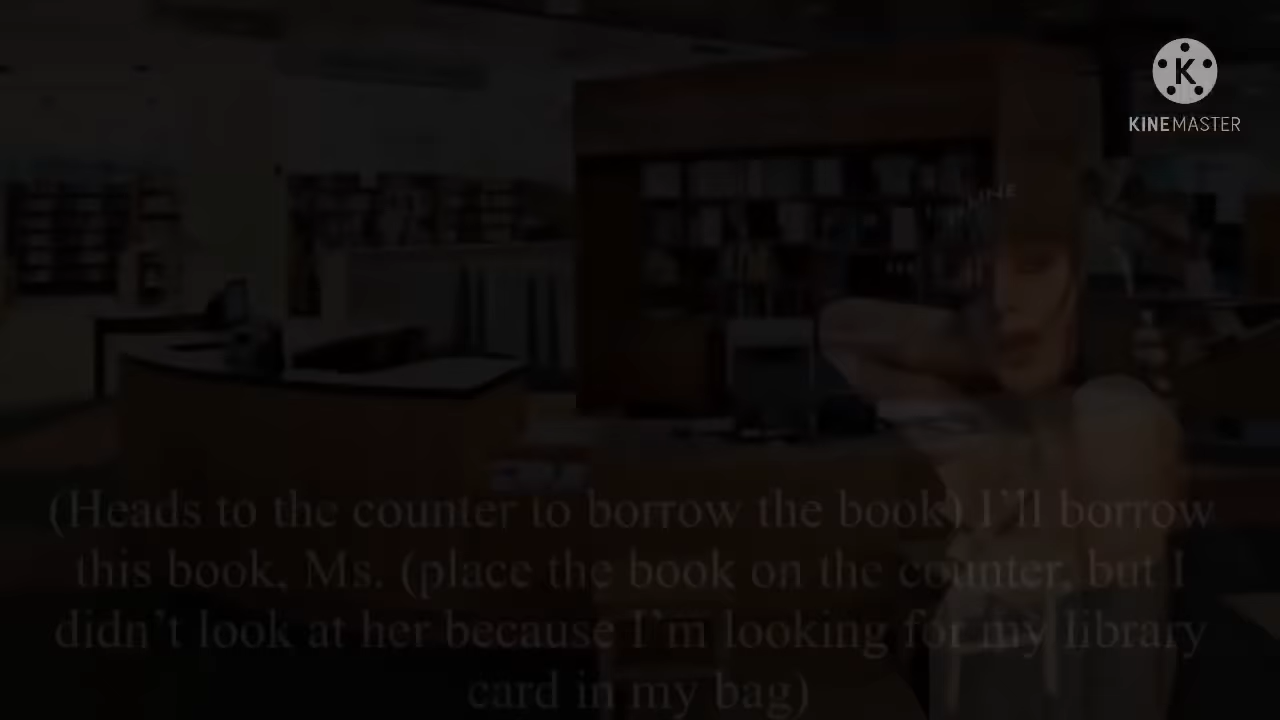 KINEMASTER
(Heads to the counter to borrow the book) I'll borrow
this book, Ms. (place the book on the counter, but I
didn't look at her because I'm looking for my library
card in my bag)